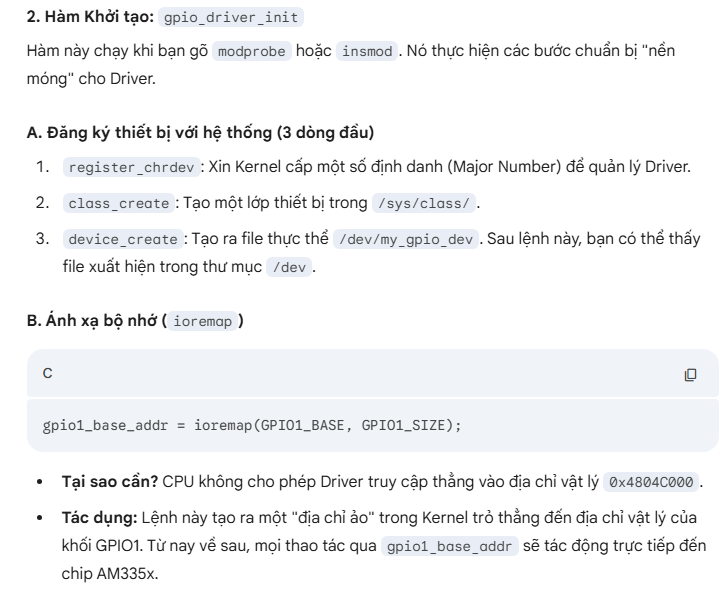 2. Hàm Khởi tạo: gpio_driver_init
Hàm này chạy khi bạn gõ modprobe hoặc insmod. Nó thực hiện các bước chuẩn bị "nền
móng" cho Driver.
A. Đăng ký thiết bị với hệ thống (3 dòng đầu)
1. register_chrdev: Xin Kernel cấp một số định danh (Major Number) để quản lý Driver.
2. class_create: Tạo một lớp thiết bị trong /sys/class/.
3. device_create: Tạo ra file thực thể /dev/my_gpio_dev. Sau lệnh này, bạn có thể thấy
file xuất hiện trong thư mục /dev.
B. Ánh xạ bộ nhớ (ioremap)
C
gpio1_base_addr = ioremap(GPIO1_BASE, GPIO1_SIZE);
• Tại sao cần? CPU không cho phép Driver truy cập thẳng vào địa chỉ vật lý 0x4804C000.
• Tác dụng: Lệnh này tạo ra một "địa chỉ ảo" trong Kernel trỏ thẳng đến địa chỉ vật lý của
khối GPIO1. Từ nay về sau, mọi thao tác qua gpio1_base_addr sẽ tác động trực tiếp đến
chip AM335x.